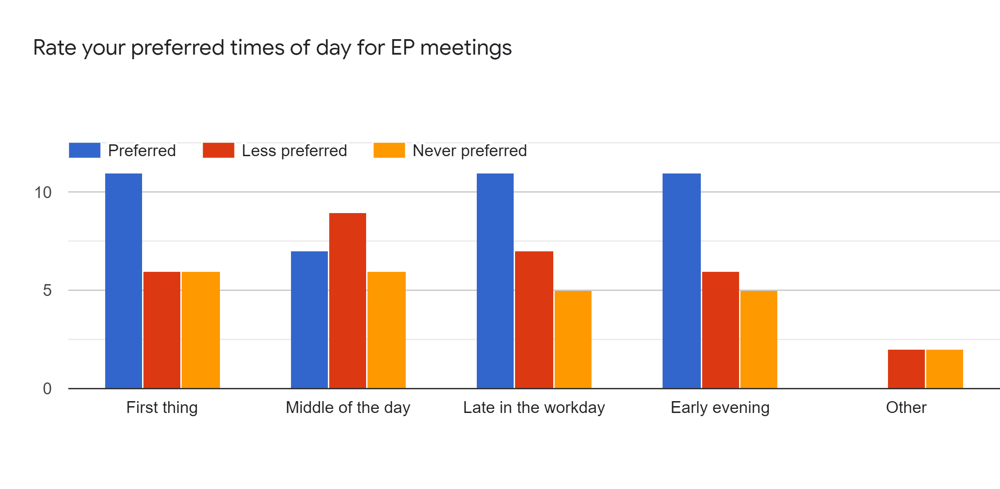 Rate your preferred times of day for EP meetings
Preferred Less preferred Never preferred
10
5
0
First thing Middle of the day Late in the workday Early evening Other